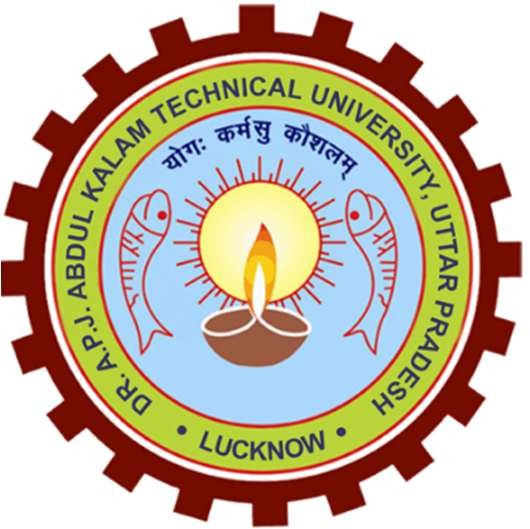 DR. A.P.J. ABDUL KALAM TECHNICAL UNIVERSITY, UTTAR PRADESH
योगः कर्मसु कौशलम्
• LUCKNOW •